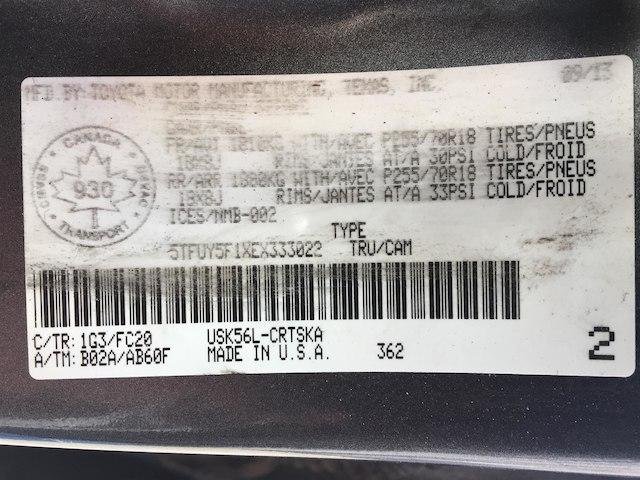 MFD BY: TOYOTA MOTOR MANUFACTURING, TEXAS, INC. 09/13
FR/AVT 1810KG WITH/AVEC P255/70R18 TIRES/PNEUS
18X8J RIMS/JANTES AT/A 30PSI COLD/FROID
RR/ARR WITH/AVEC P255/70R18 TIRES/PNEUS
18X8J RIMS/JANTES AT/A 33PSI COLD/FROID
ICES/NMB-002
CANADA
930
T
TRANSPORT
TYPE
5TFUY5F1XEX333022 TRU/CAM
C/TR: 1G3/FC20 USK56L-CRTSKA
A/TM: B02A/AB60F MADE IN U.S.A. 362
2